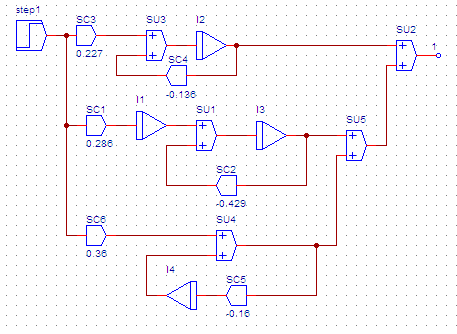 step1
SC3
0.227
SU3
+
+
I2
SC4
-0.136
SU2
+
+
1
SC1
0.286
I1
SU1
+
+
I3
SC2
-0.429
SU5
+
+
SC6
0.36
SU4
+
+
I4
SC5
-0.16